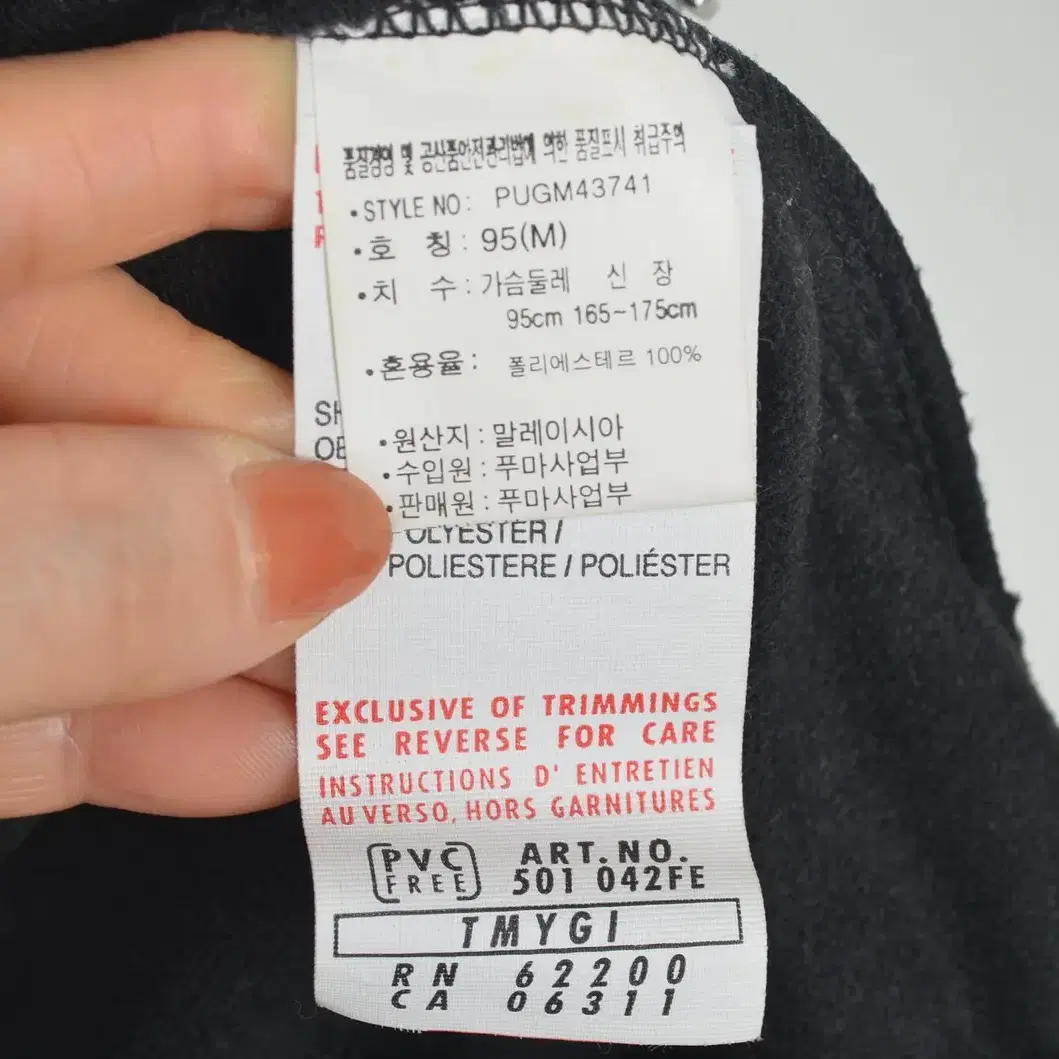 품질경영 및 공산품안전관리법에 의한 품질표시 취급주의
•STYLE NO: PUGM43741
•호 칭: 95(M)
•치 수: 가슴둘레 신 장
95cm 165~175cm
•혼용율: 폴리에스테르 100%
•원산지: 말레이시아
•수입원: 푸마사업부
•판매원: 푸마사업부
POLIESTERE / POLIÉSTER
EXCLUSIVE OF TRIMMINGS
SEE REVERSE FOR CARE
INSTRUCTIONS D' ENTRETIEN
AU VERSO, HORS GARNITURES
PVC FREE
ART. NO.
501 042FE
TMYGI
RN 62200
CA 06311